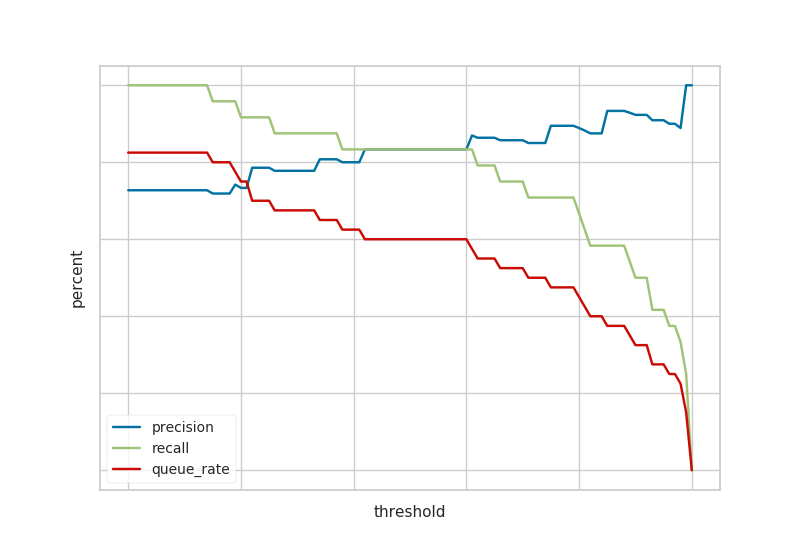 percent
precision
recall
queue_rate
threshold